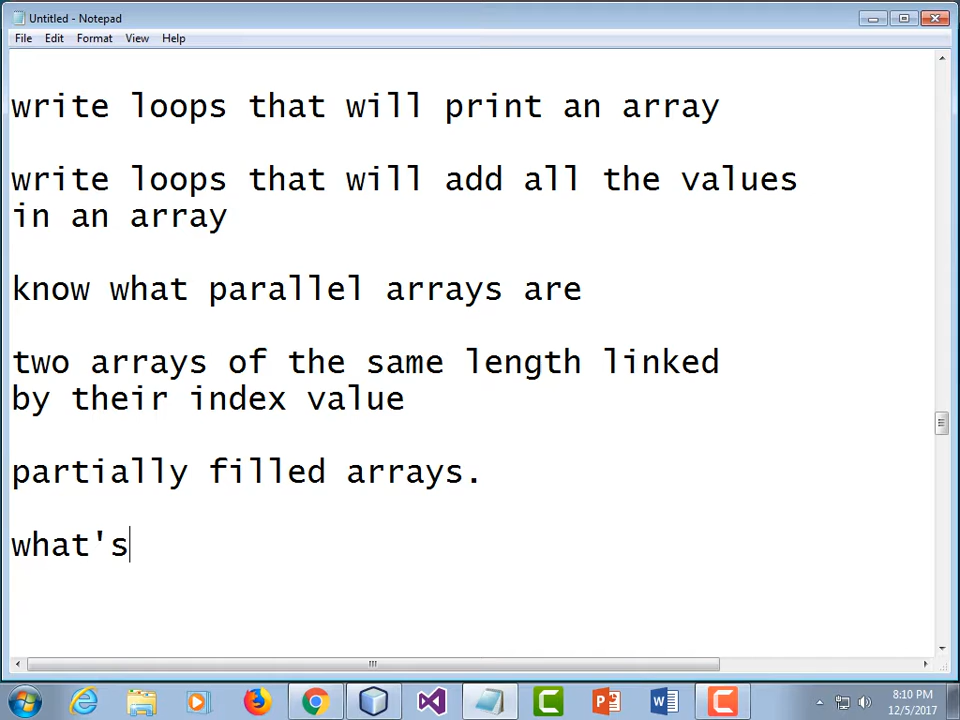 Untitled - Notepad
File Edit Format View Help
write loops that will print an array
write loops that will add all the values
in an array
know what parallel arrays are
two arrays of the same length linked
by their index value
partially filled arrays.
what's
8:10 PM
12/5/2017